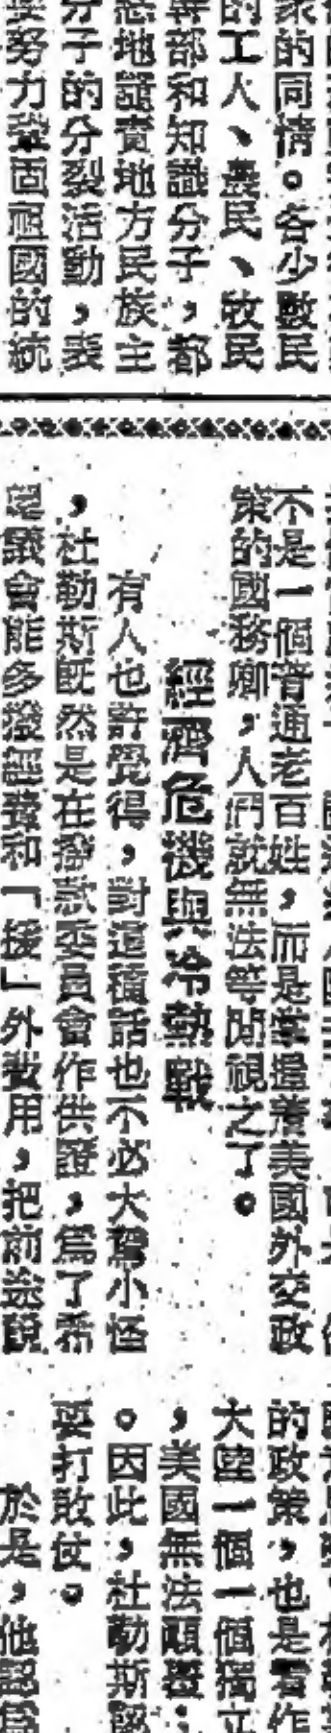 家的同情。各少數民
的工人、農民、牧民
幹部和知識分子，都
地譴責地方民族主
分子的分裂活動，表
要努力鞏固祖國的統
不是一個普通老百姓，而是掌握着美國外交政
策的國務卿，人們就無法等閒視之了。
經濟危機與冷熱戰
有人也許覺得，對這種話也不必大驚小怪
，杜勒斯既然是在撥款委員會作供證，爲了希
望議會能多撥經費和「援」外費用，把前途說
的政策，也是看作
大陸一個一個獨立
，美國無法
。因此，杜勒斯認
要打敗仗。
於是，他認爲